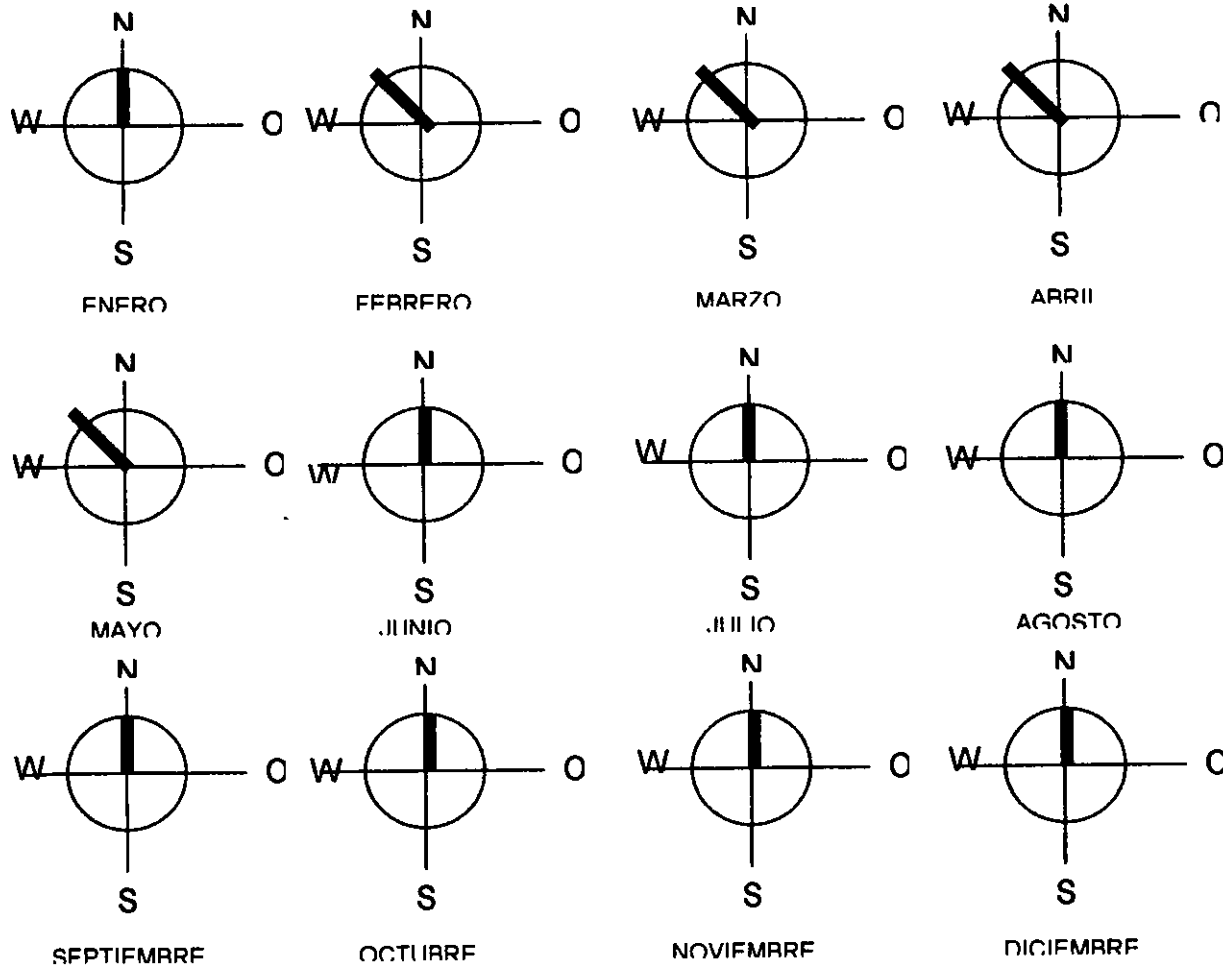 N N N N
W O W O W O W O
S S S S
ENERO FEBRERO MARZO ABRIL
N N N N
W O W O W O W O
S S S S
MAYO JUNIO JULIO AGOSTO
N N N N
W O W O W O W O
S S S S
SEPTIEMBRE OCTUBRE NOVIEMBRE DICIEMBRE